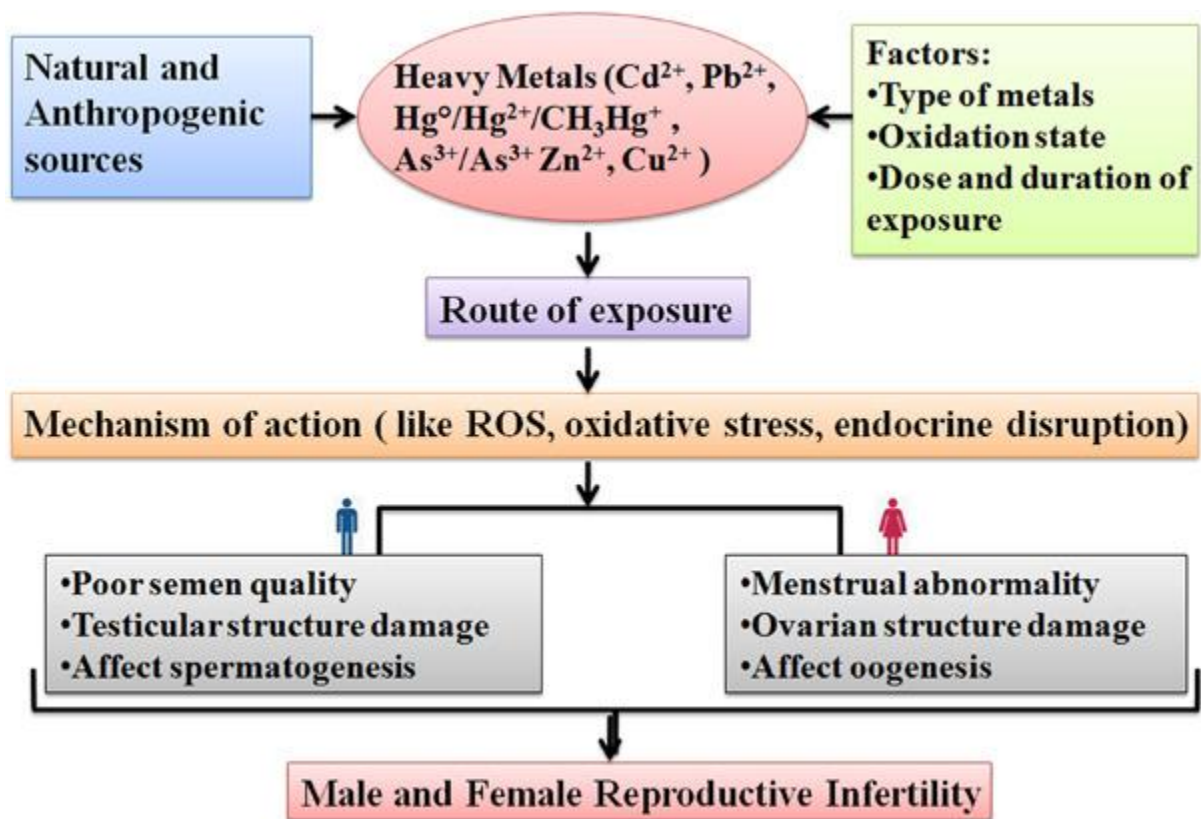 Natural and
Anthropogenic
sources
Heavy Metals (Cd²⁺, Pb²⁺,
Hg°/Hg²⁺/CH₃Hg⁺ ,
As³⁺/As³⁺ Zn²⁺, Cu²⁺ )
Factors:
•Type of metals
•Oxidation state
•Dose and duration of
exposure
Route of exposure
Mechanism of action ( like ROS, oxidative stress, endocrine disruption)
•Poor semen quality
•Testicular structure damage
•Affect spermatogenesis
•Menstrual abnormality
•Ovarian structure damage
•Affect oogenesis
Male and Female Reproductive Infertility